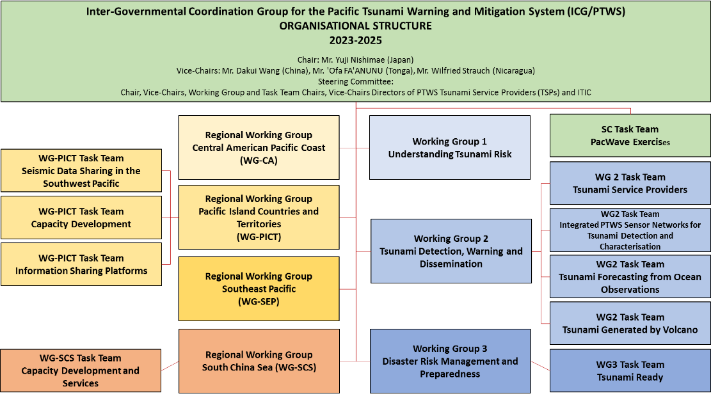 Inter-Governmental Coordination Group for the Pacific Tsunami Warning and Mitigation System (ICG/PTWS)
ORGANISATIONAL STRUCTURE
2023-2025
Chair: Mr. Yuji Nishimae (Japan)
Vice-Chairs: Mr. Dakui Wang (China), Mr. 'Ofa FA'ANUNU (Tonga), Mr. Wilfried Strauch (Nicaragua)
Steering Committee:
Chair, Vice-Chairs, Working Group and Task Team Chairs, Vice-Chairs Directors of PTWS Tsunami Service Providers (TSPs) and ITIC
WG-PICT Task Team
Seismic Data Sharing in the
Southwest Pacific
WG-PICT Task Team
Capacity Development
WG-PICT Task Team
Information Sharing Platforms
WG-SCS Task Team
Capacity Development and
Services
Regional Working Group
Central American Pacific Coast
(WG-CA)
Regional Working Group
Pacific Island Countries and
Territories
(WG-PICT)
Regional Working Group
Southeast Pacific
(WG-SEP)
Regional Working Group
South China Sea (WG-SCS)
Working Group 1
Understanding Tsunami Risk
Working Group 2
Tsunami Detection, Warning and
Dissemination
Working Group 3
Disaster Risk Management and
Preparedness
SC Task Team
PacWave Exercises
WG 2 Task Team
Tsunami Service Providers
WG2 Task Team
Integrated PTWS Sensor Networks for
Tsunami Detection and
Characterisation
WG2 Task Team
Tsunami Forecasting from Ocean
Observations
WG2 Task Team
Tsunami Generated by Volcano
WG3 Task Team
Tsunami Ready